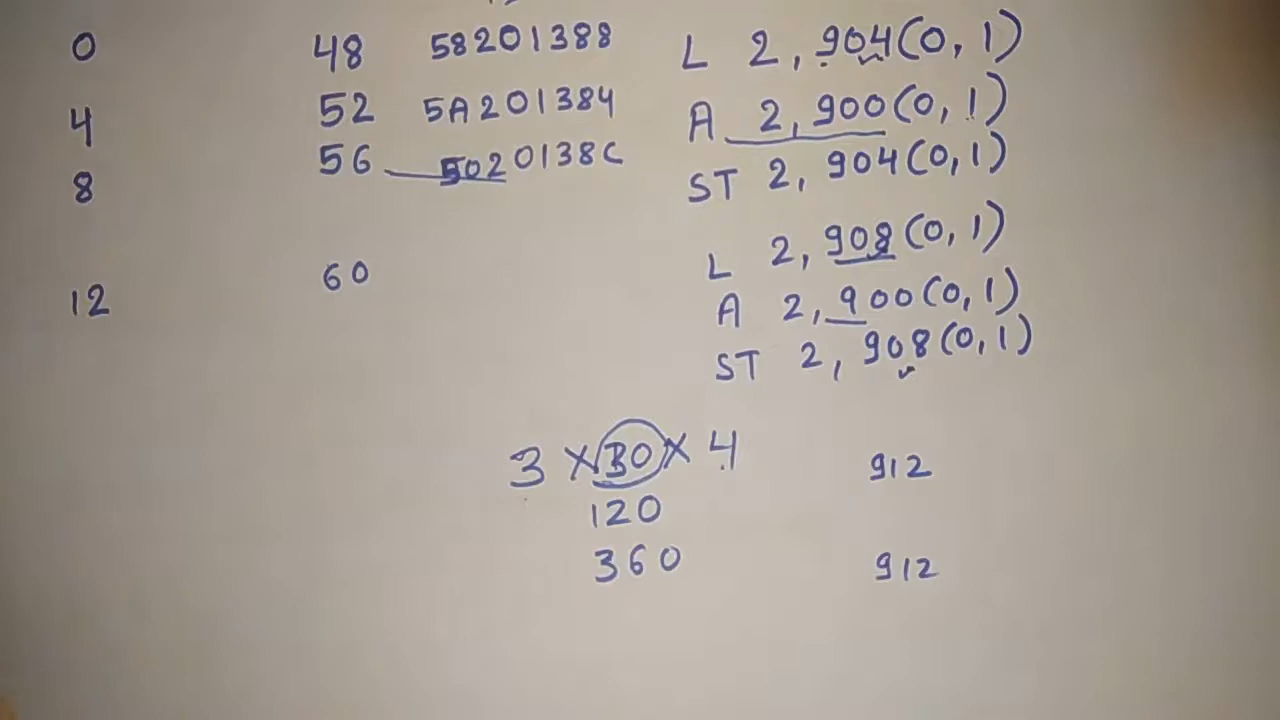 0 48 58201388 L 2, 904(0, 1)
4 52 5A201384 A 2, 900(0, 1)
8 56 5020138C ST 2, 904(0, 1)
L 2, 908(0, 1)
12 60 A 2, 900(0, 1)
ST 2, 908(0, 1)
3 X 30 X 4 912
120
360 912